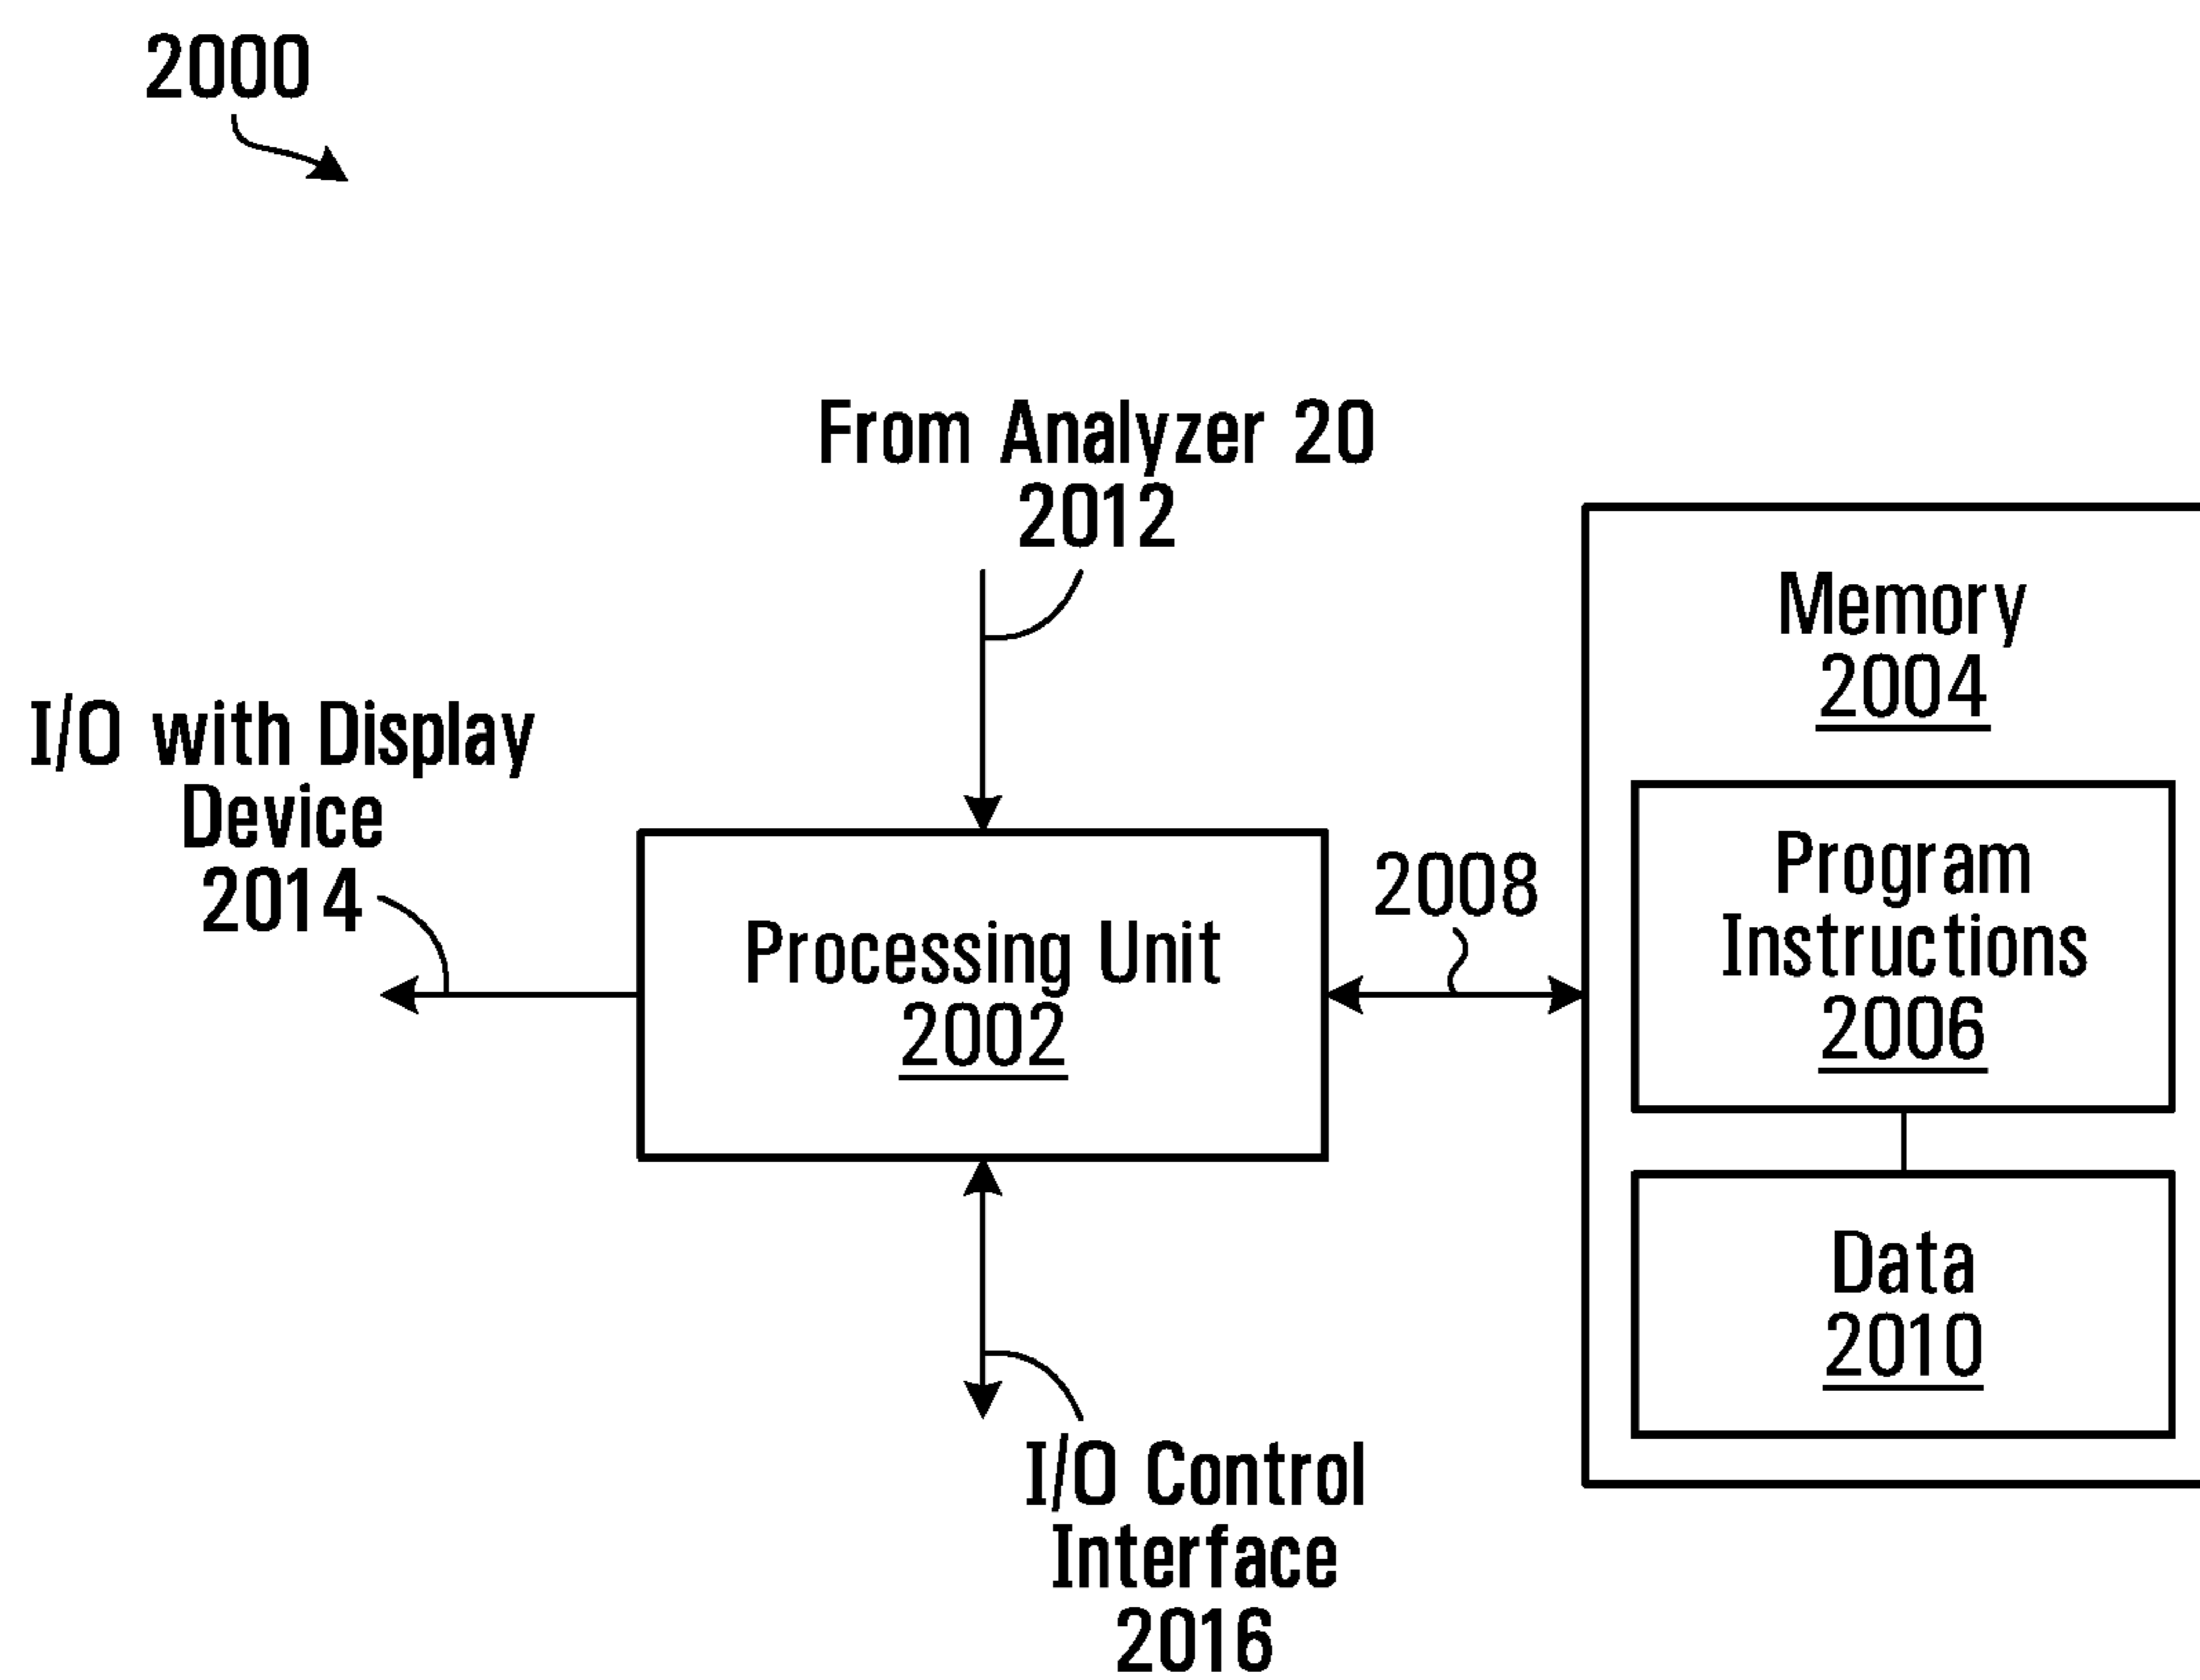 2000
From Analyzer 20
2012
I/O with Display
Device
2014
Processing Unit
2002
2008
Memory
2004
Program
Instructions
2006
Data
2010
I/O Control
Interface
2016